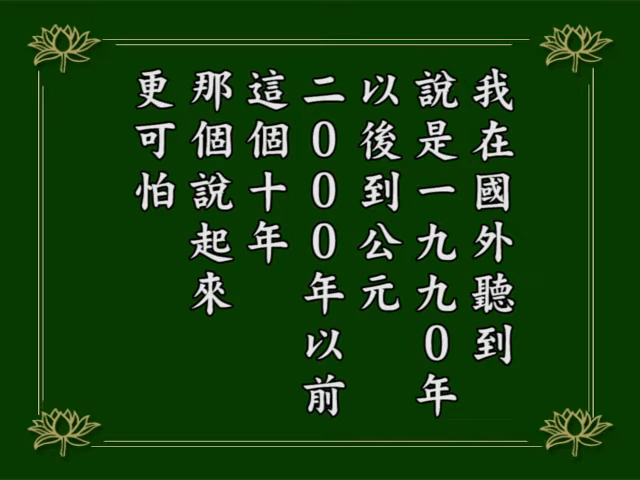 我在國外聽到
說是一九九0年
以後到公元
二000年以前
這個十年
那個說起來
更可怕